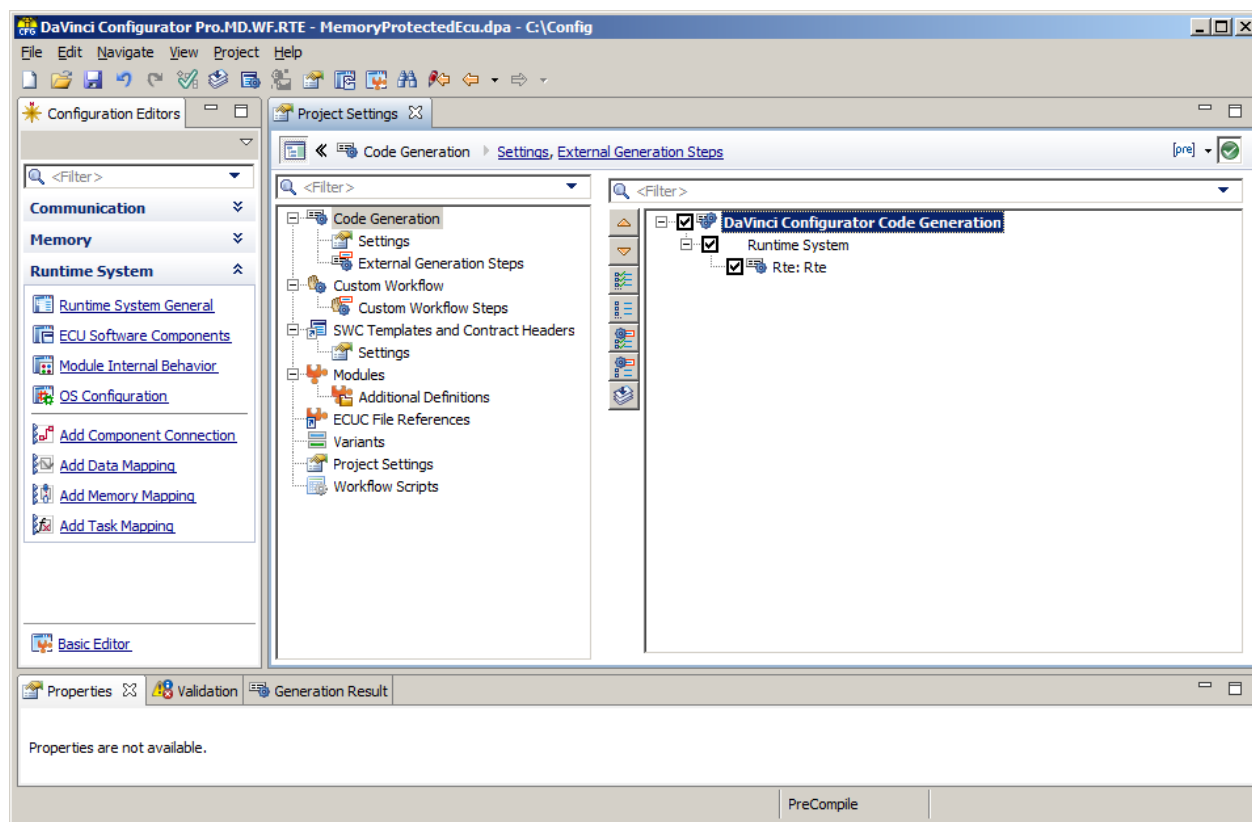 DaVinci Configurator Pro.MD.WF.RTE - MemoryProtectedEcu.dpa - C:\Config
File Edit Navigate View Project Help
Configuration Editors
<Filter>
Communication
Memory
Runtime System
Runtime System General
ECU Software Components
Module Internal Behavior
OS Configuration
Add Component Connection
Add Data Mapping
Add Memory Mapping
Add Task Mapping
Basic Editor
Project Settings
Code Generation Settings, External Generation Steps
[pre]
<Filter>
Code Generation
Settings
External Generation Steps
Custom Workflow
Custom Workflow Steps
SWC Templates and Contract Headers
Settings
Modules
Additional Definitions
ECUC File References
Variants
Project Settings
Workflow Scripts
<Filter>
DaVinci Configurator Code Generation
Runtime System
Rte: Rte
Properties Validation Generation Result
Properties are not available.
PreCompile